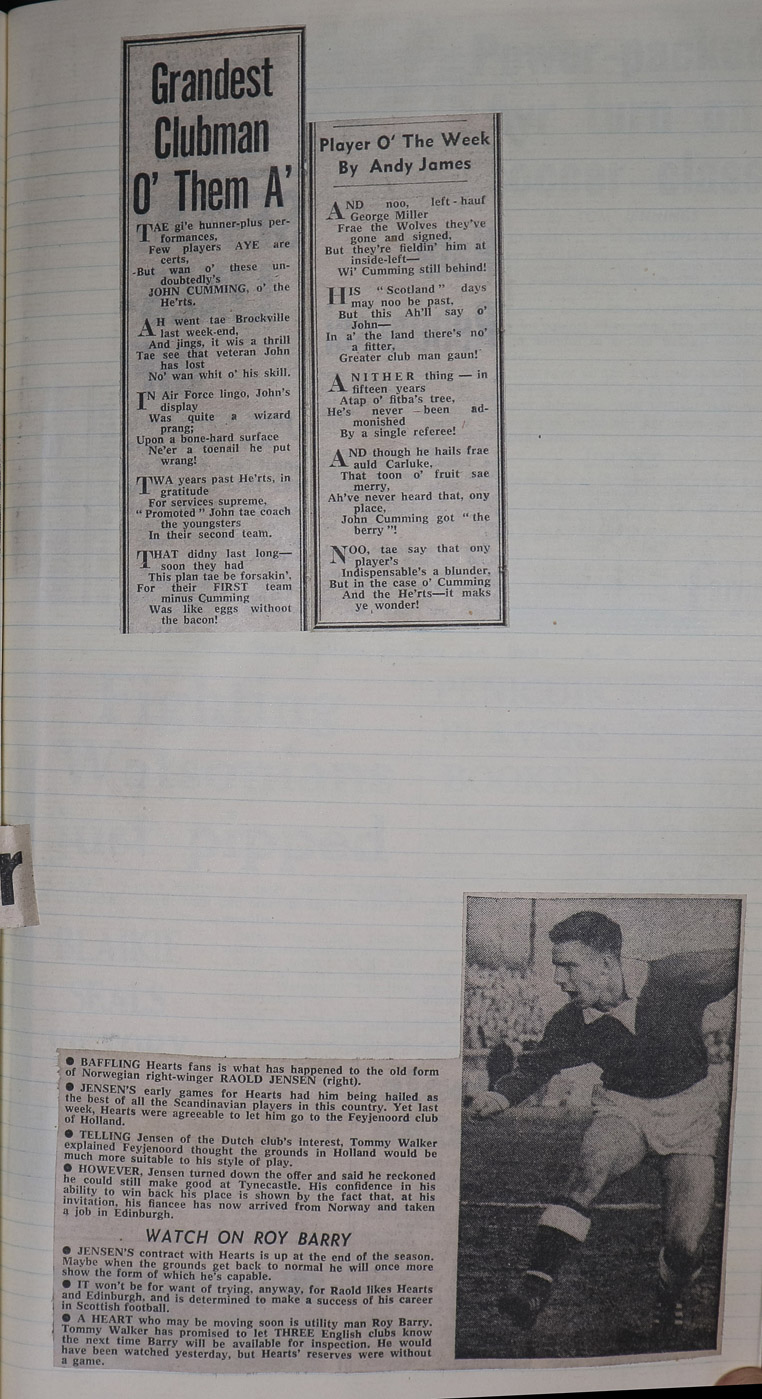 Grandest
Clubman
O' Them A'
TAE gi'e hunner-plus per-
formances,
Few players AYE are
certs,
-But wan o' these un-
doubtedly's
JOHN CUMMING, o' the
He'rts.
AH went tae Brockville
last week-end,
And jings, it wis a thrill
Tae see that veteran John
has lost
No' wan whit o' his skill.
IN Air Force lingo, John's
display
Was quite a wizard
prang;
Upon a bone-hard surface
Ne'er a toenail he put
wrang!
TWA years past He'rts, in
gratitude
For services supreme,
"Promoted" John tae coach
the youngsters
In their second team.
THAT didny last long—
soon they had
This plan tae be forsakin',
For their FIRST team
minus Cumming
Was like eggs withoot
the bacon!
Player O' The Week
By Andy James
AND noo, left-hauf
George Miller
Frae the Wolves they've
gone and signed,
But they're fieldin' him at
inside-left—
Wi' Cumming still behind!
HIS "Scotland" days
may noo be past,
But this Ah'll say o'
John—
In a' the land there's no'
a fitter,
Greater club man gaun!
ANITHER thing — in
fifteen years
Atap o' fitba's tree,
He's never been ad-
monished
By a single referee!
AND though he hails frae
auld Carluke,
That toon o' fruit sae
merry,
Ah've never heard that, ony
place,
John Cumming got "the
berry"!
NOO, tae say that ony
player's
Indispensable's a blunder,
But in the case o' Cumming
And the He'rts—it maks
ye wonder!
r
● BAFFLING Hearts fans is what has happened to the old form
of Norwegian right-winger RAOLD JENSEN (right).
● JENSEN'S early games for Hearts had him being hailed as
the best of all the Scandinavian players in this country. Yet last
week, Hearts were agreeable to let him go to the Feyjenoord club
of Holland.
● TELLING Jensen of the Dutch club's interest, Tommy Walker
explained Feyjenoord thought the grounds in Holland would be
much more suitable to his style of play.
● HOWEVER, Jensen turned down the offer and said he reckoned
he could still make good at Tynecastle. His confidence in his
ability to win back his place is shown by the fact that, at his
invitation, his fiancee has now arrived from Norway and taken
a job in Edinburgh.
WATCH ON ROY BARRY
● JENSEN'S contract with Hearts is up at the end of the season.
Maybe when the grounds get back to normal he will once more
show the form of which he's capable.
● IT won't be for want of trying, anyway, for Raold likes Hearts
and Edinburgh, and is determined to make a success of his career
in Scottish football.
● A HEART who may be moving soon is utility man Roy Barry.
Tommy Walker has promised to let THREE English clubs know
the next time Barry will be available for inspection. He would
have been watched yesterday, but Hearts' reserves were without
a game.